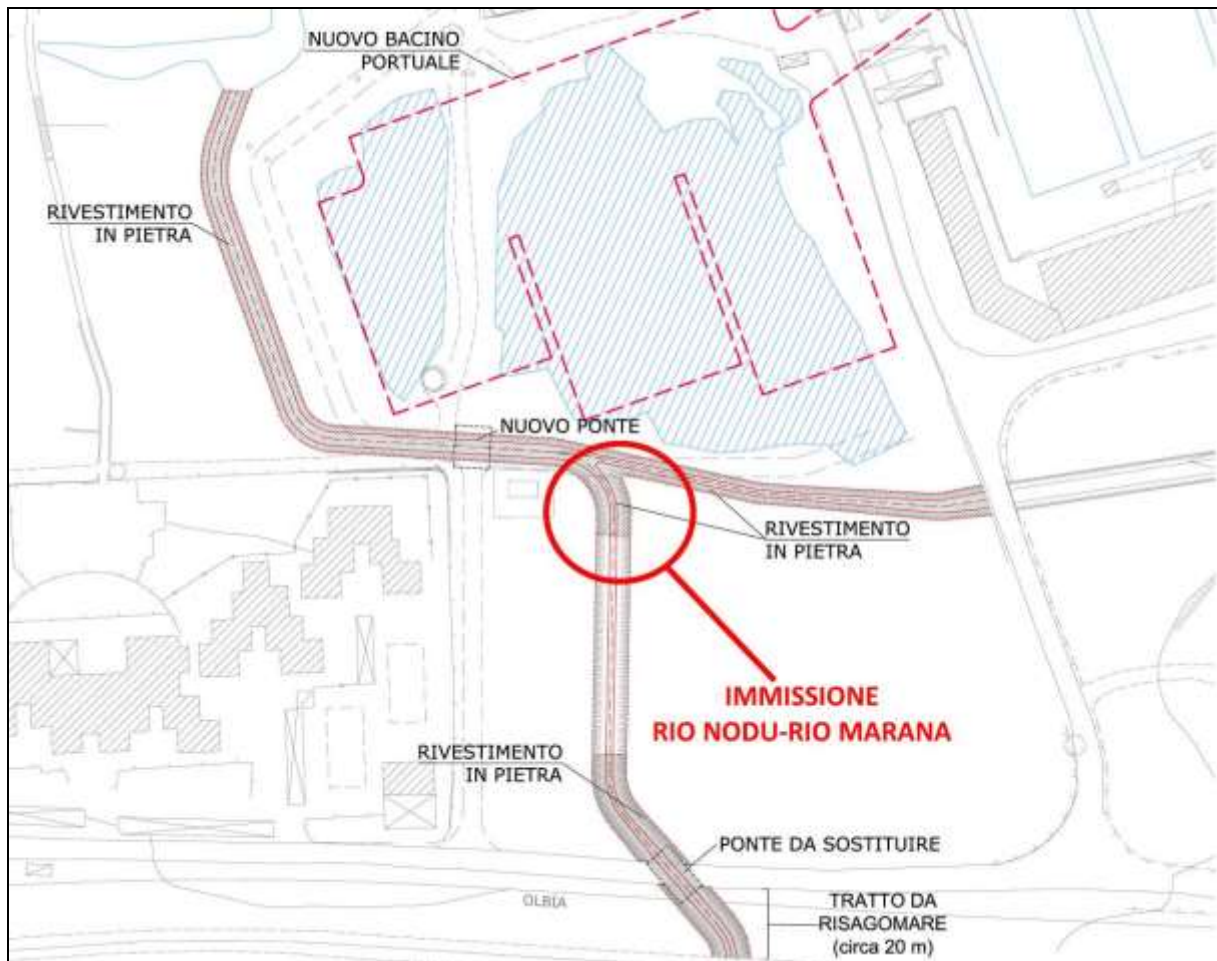 NUOVO BACINO
PORTUALE
RIVESTIMENTO
IN PIETRA
NUOVO PONTE
RIVESTIMENTO
IN PIETRA
IMMISSIONE
RIO NODU-RIO MARANA
RIVESTIMENTO
IN PIETRA
PONTE DA SOSTITUIRE
OLBIA
TRATTO DA
RISAGOMARE
(circa 20 m)